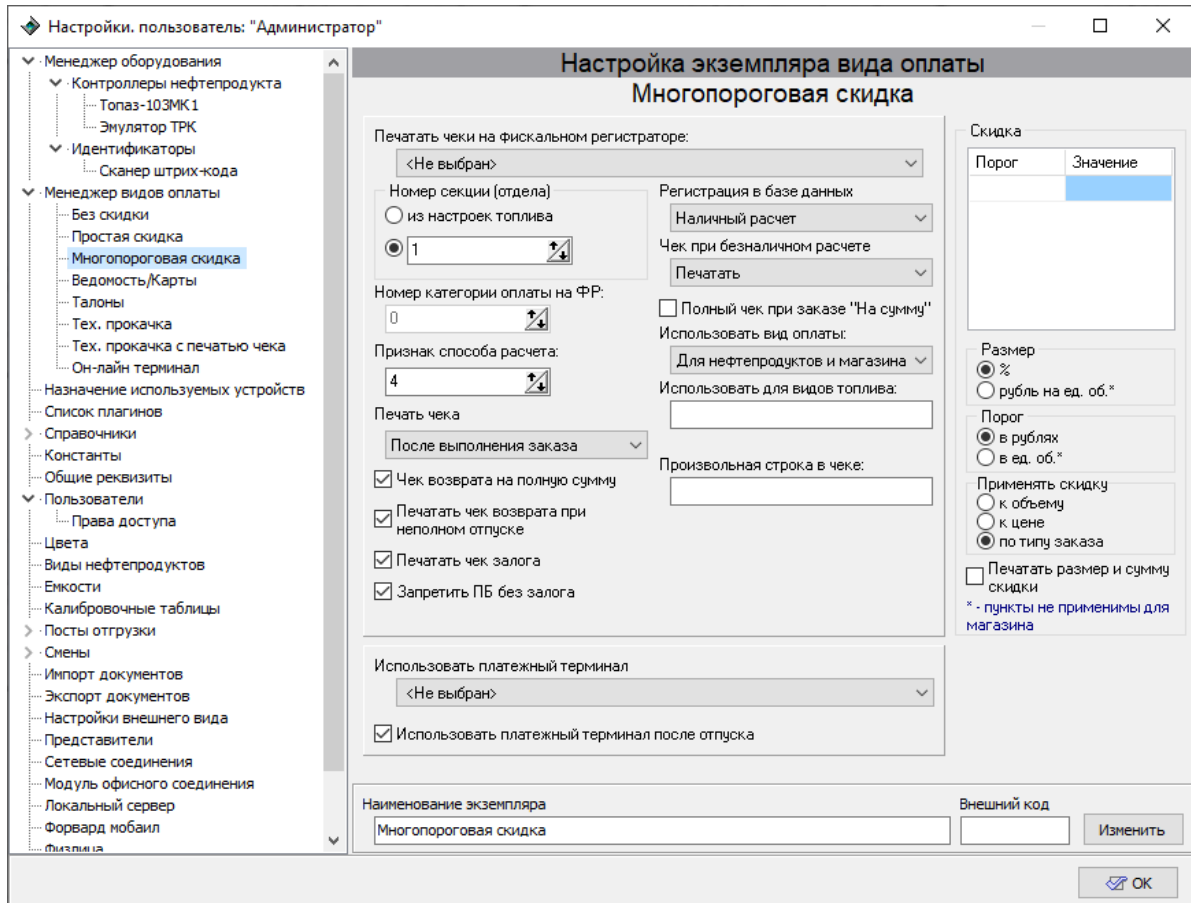 Настройки. пользователь: "Администратор"
Менеджер оборудования
Контроллеры нефтепродукта
Топаз-103МК1
Эмулятор ТРК
Идентификаторы
Сканер штрих-кода
Менеджер видов оплаты
Без скидки
Простая скидка
Многопороговая скидка
Ведомость/Карты
Талоны
Тех. прокачка
Тех. прокачка с печатью чека
Он-лайн терминал
Назначение используемых устройств
Список плагинов
Справочники
Константы
Общие реквизиты
Пользователи
Права доступа
Цвета
Виды нефтепродуктов
Емкости
Калибровочные таблицы
Посты отгрузки
Смены
Импорт документов
Экспорт документов
Настройки внешнего вида
Представители
Сетевые соединения
Модуль офисного соединения
Локальный сервер
Форвард мобаил
Физлица
Настройка экземпляра вида оплаты
Многопороговая скидка
Печатать чеки на фискальном регистраторе:
<Не выбран>
Номер секции (отдела)
из настроек топлива
1
Номер категории оплаты на ФР:
0
Признак способа расчета:
4
Печать чека
После выполнения заказа
Чек возврата на полную сумму
Печатать чек возврата при
неполном отпуске
Печатать чек залога
Запретить ПБ без залога
Регистрация в базе данных
Наличный расчет
Чек при безналичном расчете
Печатать
Полный чек при заказе "На сумму"
Использовать вид оплаты:
Для нефтепродуктов и магазина
Использовать для видов топлива:
Произвольная строка в чеке:
Скидка
Порог Значение
Размер
%
рубль на ед. об.*
Порог
в рублях
в ед. об.*
Применять скидку
к объему
к цене
по типу заказа
Печатать размер и сумму
скидки
* - пункты не применимы для
магазина
Использовать платежный терминал
<Не выбран>
Использовать платежный терминал после отпуска
Наименование экземпляра
Многопороговая скидка
Внешний код
Изменить
OK